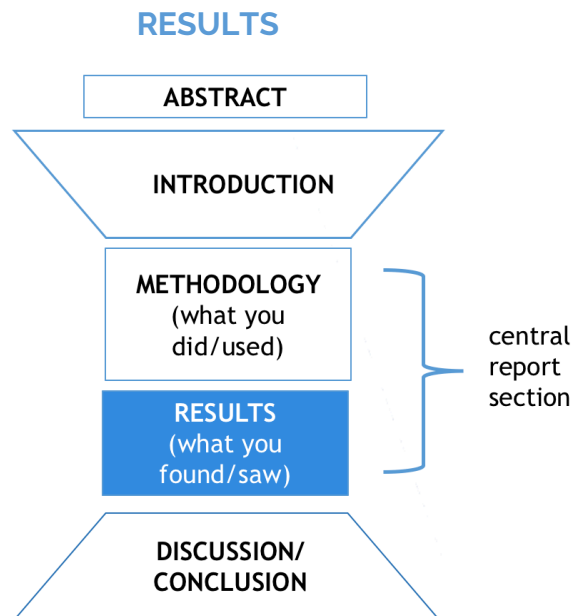 RESULTS
ABSTRACT
INTRODUCTION
METHODOLOGY
(what you
did/used)
RESULTS
(what you
found/saw)
central
report
section
DISCUSSION/
CONCLUSION